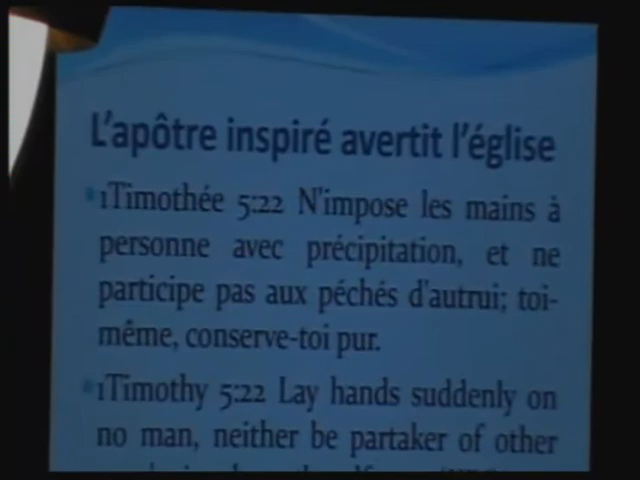 L'apôtre inspiré avertit l'église
1Timothée 5:22 N'impose les mains à
personne avec précipitation, et ne
participe pas aux péchés d'autrui; toi-
même, conserve-toi pur.
1Timothy 5:22 Lay hands suddenly on
no man, neither be partaker of other